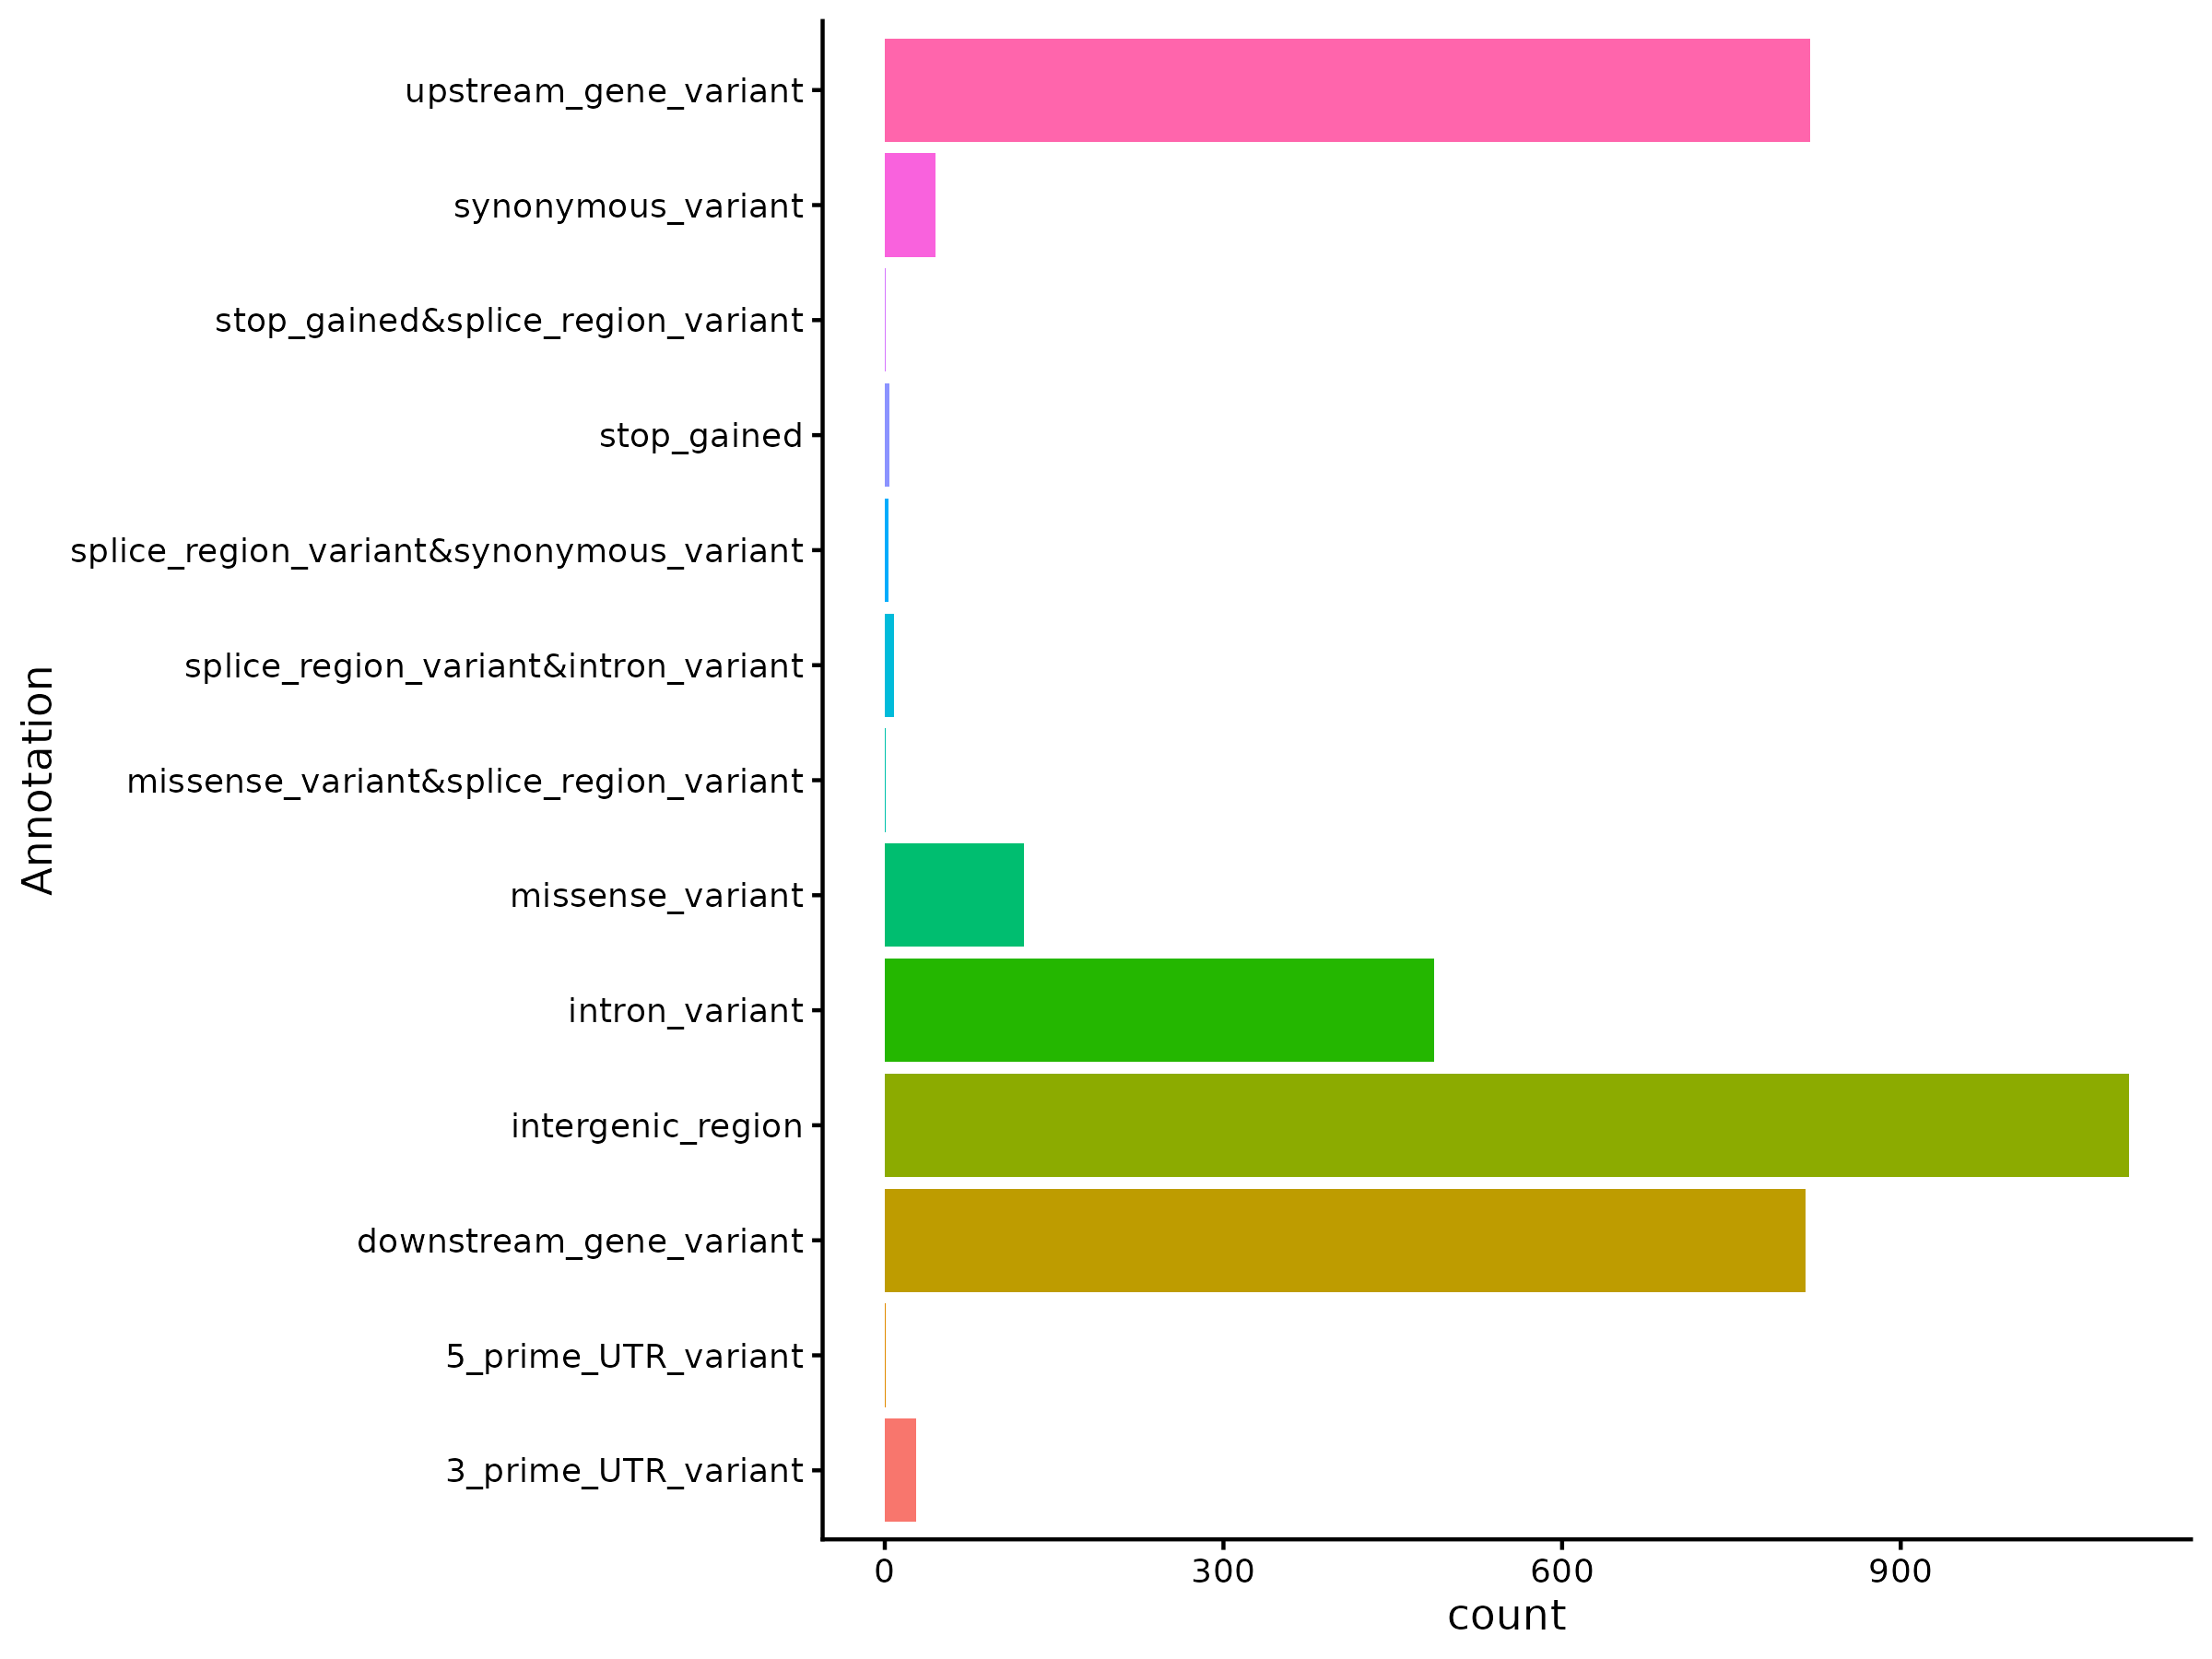 upstream_gene_variant
synonymous_variant
stop_gained&splice_region_variant
stop_gained
splice_region_variant&synonymous_variant
splice_region_variant&intron_variant
missense_variant&splice_region_variant
missense_variant
intron_variant
intergenic_region
downstream_gene_variant
5_prime_UTR_variant
3_prime_UTR_variant
Annotation
0 300 600 900
count